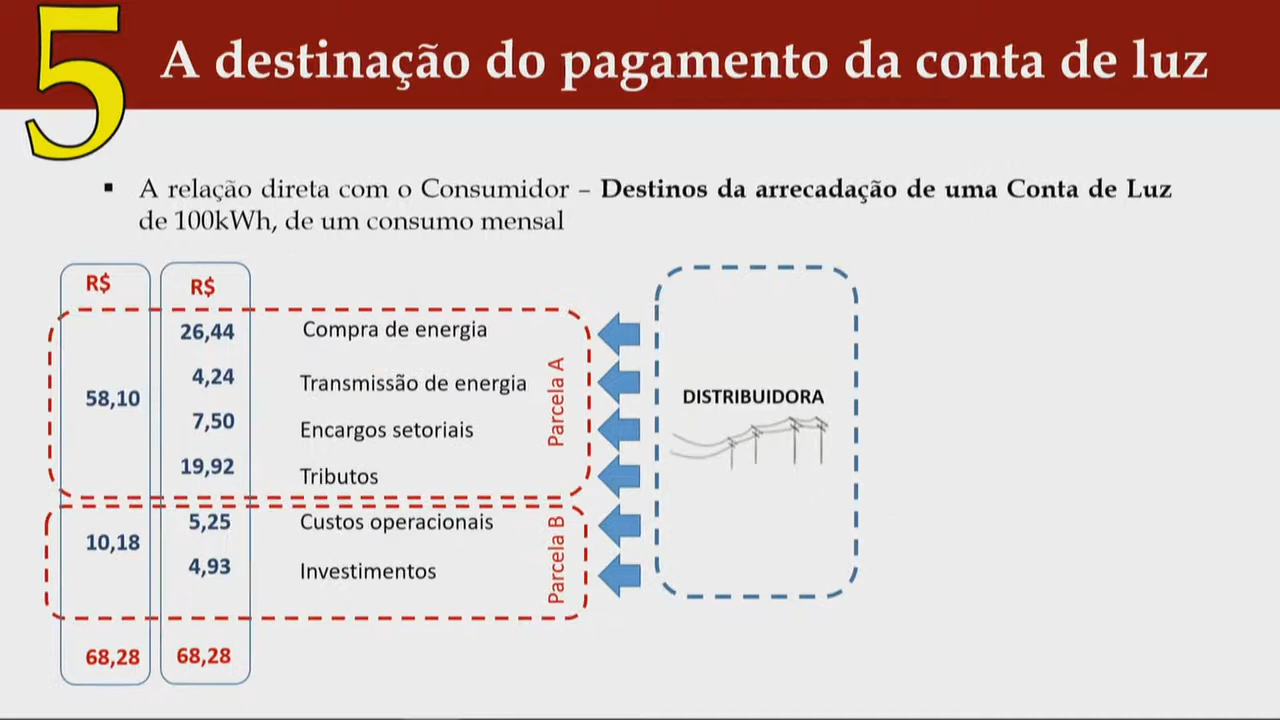 5
A destinação do pagamento da conta de luz
▪ A relação direta com o Consumidor – Destinos da arrecadação de uma Conta de Luz
de 100kWh, de um consumo mensal
R$ R$
26,44 Compra de energia
4,24 Transmissão de energia
58,10
7,50 Encargos setoriais
19,92 Tributos
Parcela A
5,25 Custos operacionais
10,18
4,93 Investimentos
Parcela B
68,28 68,28
DISTRIBUIDORA